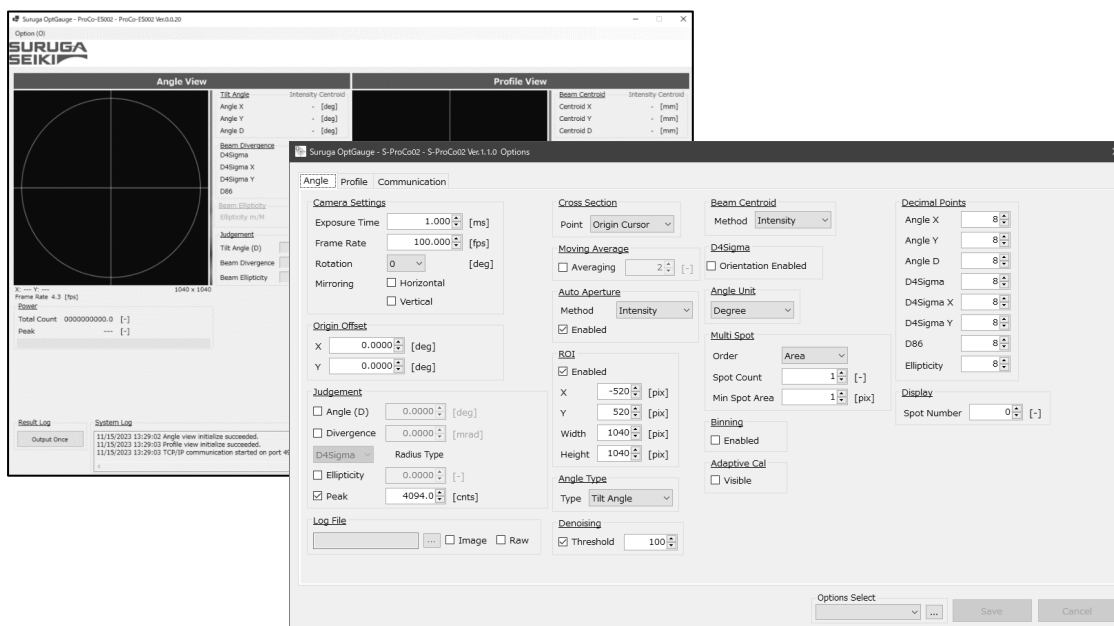 Suruga OptGauge - ProCo-E5002 - ProCo-E5002 Ver.0.0.20
Option (O)
SURUGA
SEIKI
Angle View
Profile View
Tilt Angle Intensity Centroid
Angle X - [deg]
Angle Y - [deg]
Angle D - [deg]
Beam Divergence
D4Sigma
D4Sigma X
D4Sigma Y
D86
Beam Ellipticity
Ellipticity m/M
Judgement
Tilt Angle (D)
Beam Divergence
Beam Ellipticity
Beam Centroid Intensity Centroid
Centroid X - [mm]
Centroid Y - [mm]
Centroid D - [mm]
X: --- Y: --- 1040 x 1040
Frame Rate 4.3 [fps]
Power
Total Count 0000000000.0 [-]
Peak --- [-]
Result Log
Output Once
System Log
11/15/2023 13:29:02 Angle view initialize succeeded.
11/15/2023 13:29:03 Profile view initialize succeeded.
11/15/2023 13:29:03 TCP/IP communication started on port 49
Suruga OptGauge - S-ProCo02 - S-ProCo02 Ver.1.1.0 Options
Angle Profile Communication
Camera Settings
Exposure Time 1.000 [ms]
Frame Rate 100.000 [fps]
Rotation 0 [deg]
Mirroring Horizontal
Vertical
Origin Offset
X 0.0000 [deg]
Y 0.0000 [deg]
Judgement
Angle (D) 0.0000 [deg]
Divergence 0.0000 [mrad]
D4Sigma Radius Type
Ellipticity 0.0000 [-]
Peak 4094.0 [cnts]
Log File
... Image Raw
Cross Section
Point Origin Cursor
Moving Average
Averaging 2 [-]
Auto Aperture
Method Intensity
Enabled
ROI
Enabled
X -520 [pix]
Y 520 [pix]
Width 1040 [pix]
Height 1040 [pix]
Angle Type
Type Tilt Angle
Denoising
Threshold 100
Beam Centroid
Method Intensity
D4Sigma
Orientation Enabled
Angle Unit
Degree
Multi Spot
Order Area
Spot Count 1 [-]
Min Spot Area 1 [pix]
Binning
Enabled
Adaptive Cal
Visible
Decimal Points
Angle X 8
Angle Y 8
Angle D 8
D4Sigma 8
D4Sigma X 8
D4Sigma Y 8
D86 8
Ellipticity 8
Display
Spot Number 0 [-]
Options Select
... Save Cancel